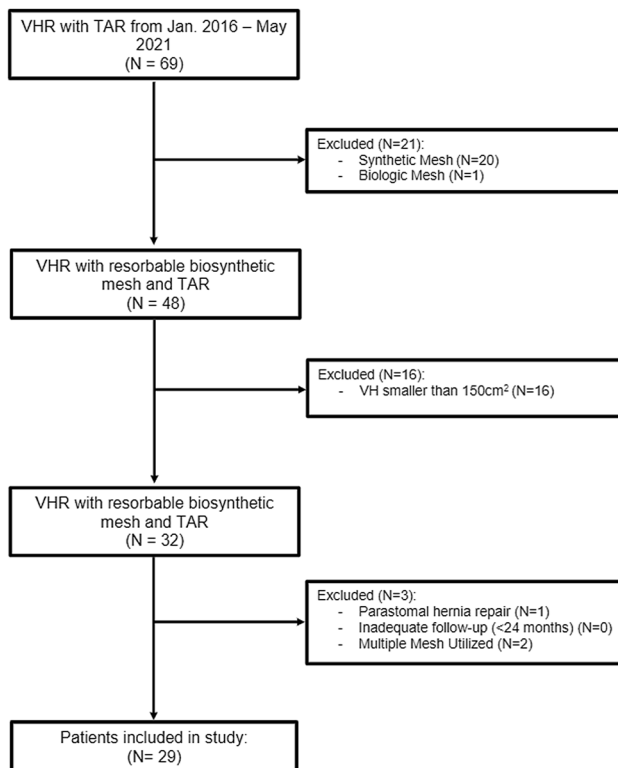 VHR with TAR from Jan. 2016 – May
2021
(N = 69)
Excluded (N=21):
- Synthetic Mesh (N=20)
- Biologic Mesh (N=1)
VHR with resorbable biosynthetic
mesh and TAR
(N = 48)
Excluded (N=16):
- VH smaller than 150cm² (N=16)
VHR with resorbable biosynthetic
mesh and TAR
(N = 32)
Excluded (N=3):
- Parastomal hernia repair (N=1)
- Inadequate follow-up (<24 months) (N=0)
- Multiple Mesh Utilized (N=2)
Patients included in study:
(N= 29)